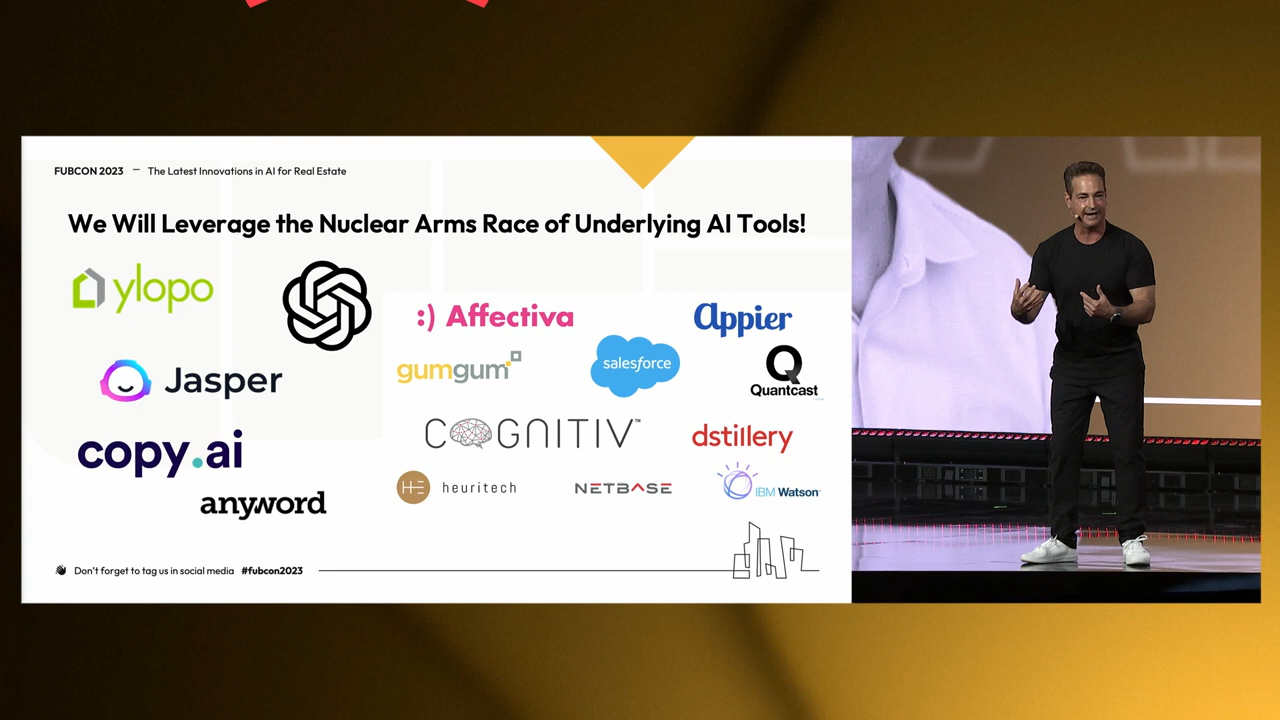 FUBCON 2023 — The Latest Innovations in AI for Real Estate
We Will Leverage the Nuclear Arms Race of Underlying AI Tools!
ylopo
:) Affectiva
appier
gumgum
salesforce
Quantcast
Jasper
COGNITIV™
dstillery
copy.ai
heuritech
NETBASE
IBM Watson
anyword
Don't forget to tag us in social media #fubcon2023